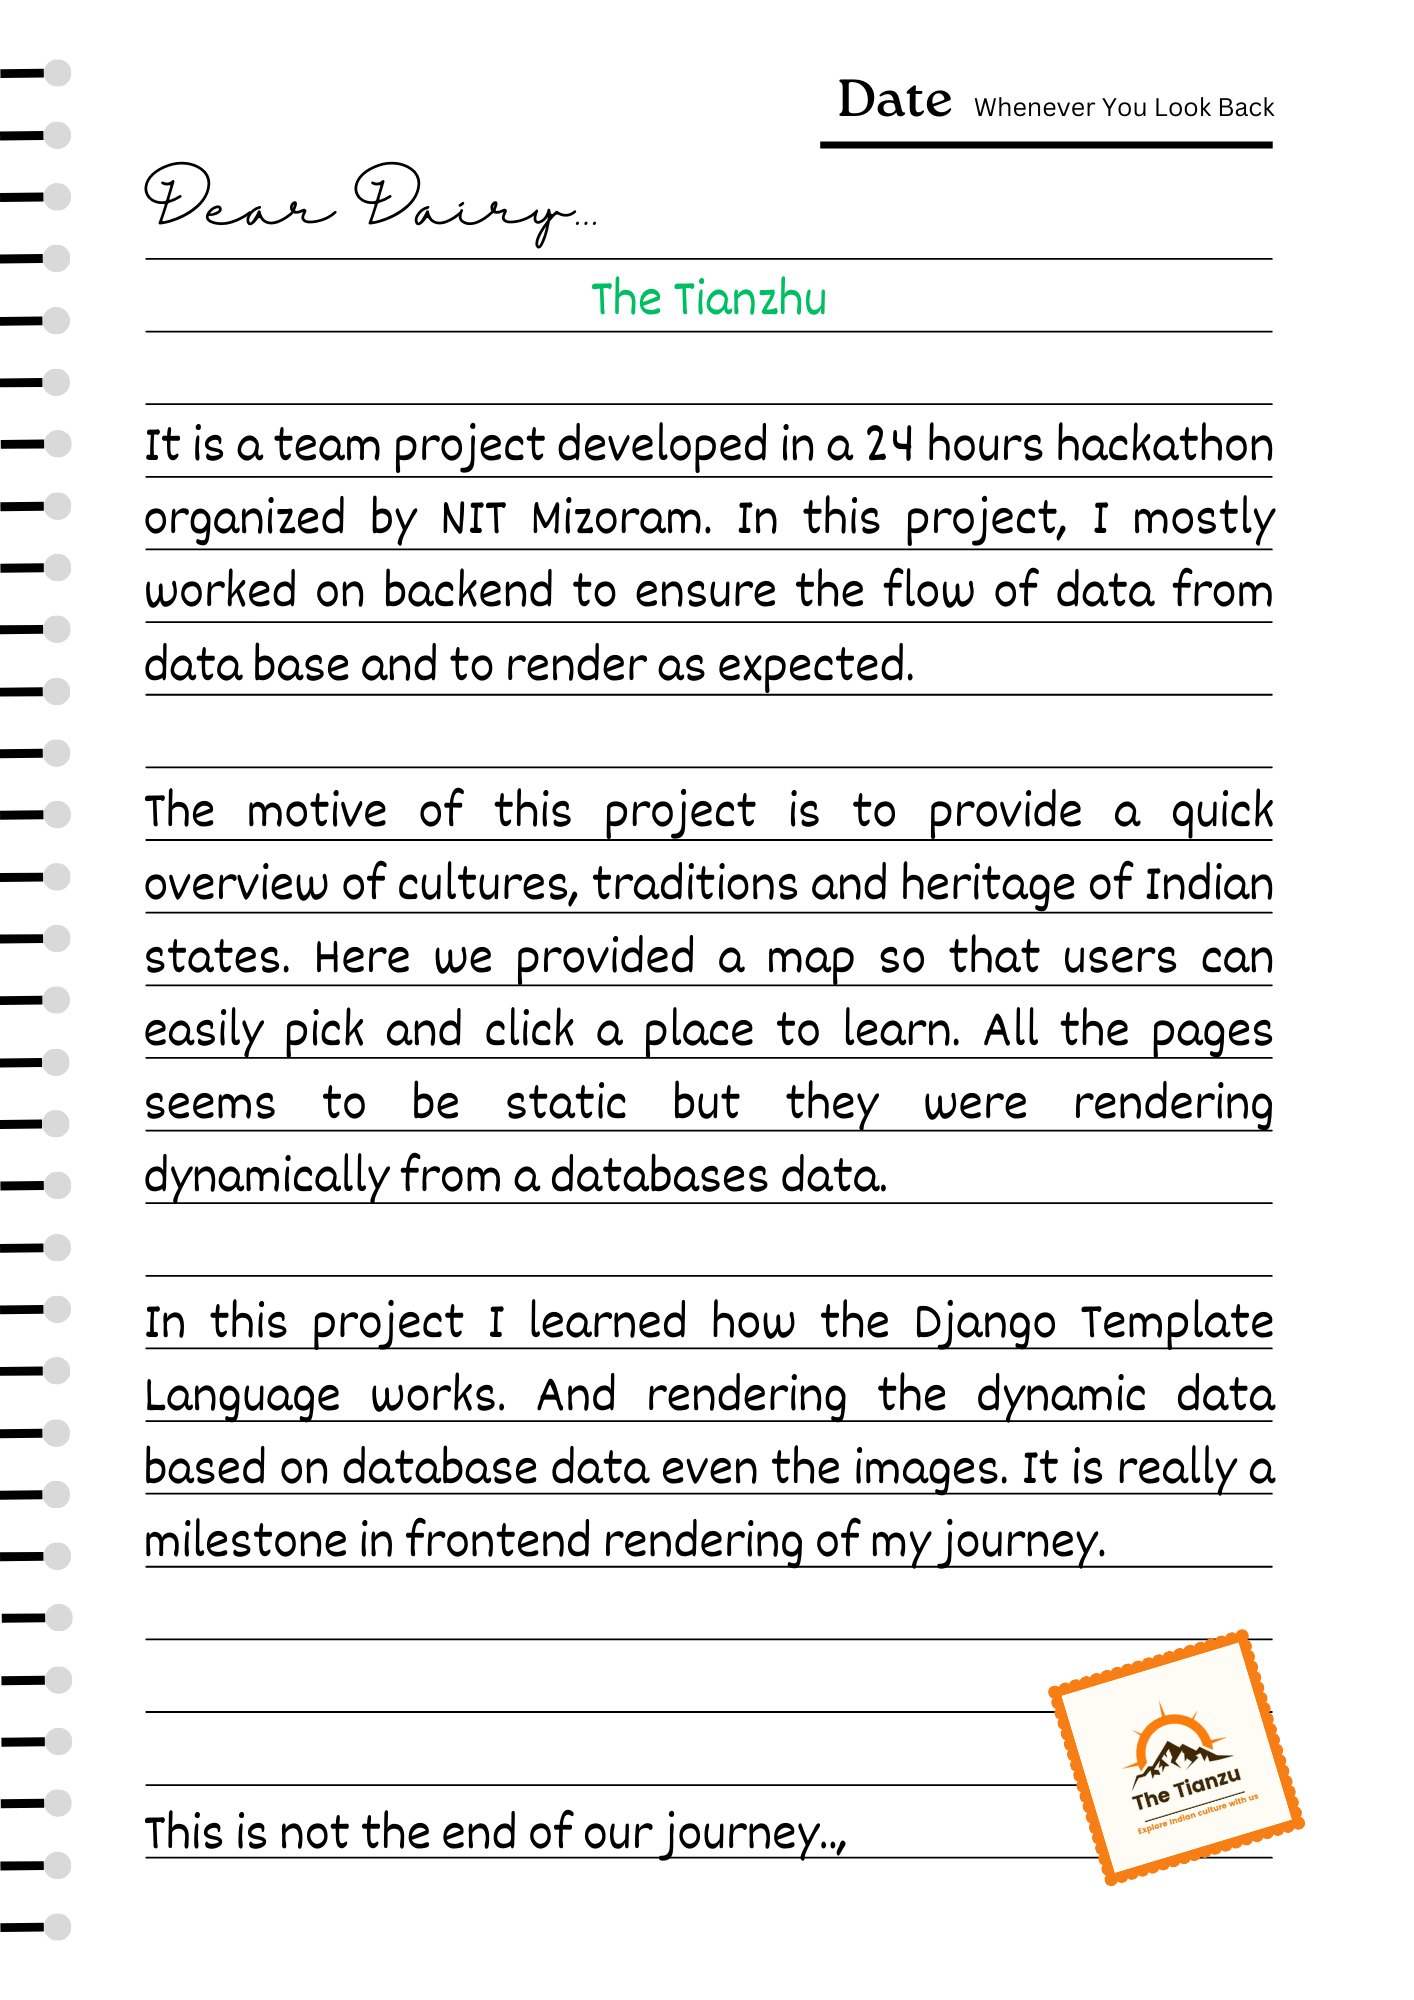 Date Whenever You Look Back
Dear Dairy...
The Tianzhu
It is a team project developed in a 24 hours hackathon
organized by NIT Mizoram. In this project, I mostly
worked on backend to ensure the flow of data from
data base and to render as expected.
The motive of this project is to provide a quick
overview of cultures, traditions and heritage of Indian
states. Here we provided a map so that users can
easily pick and click a place to learn. All the pages
seems to be static but they were rendering
dynamically from a databases data.
In this project I learned how the Django Template
Language works. And rendering the dynamic data
based on database data even the images. It is really a
milestone in frontend rendering of my journey.
The Tianzu
Explore Indian culture with us
This is not the end of our journey..,